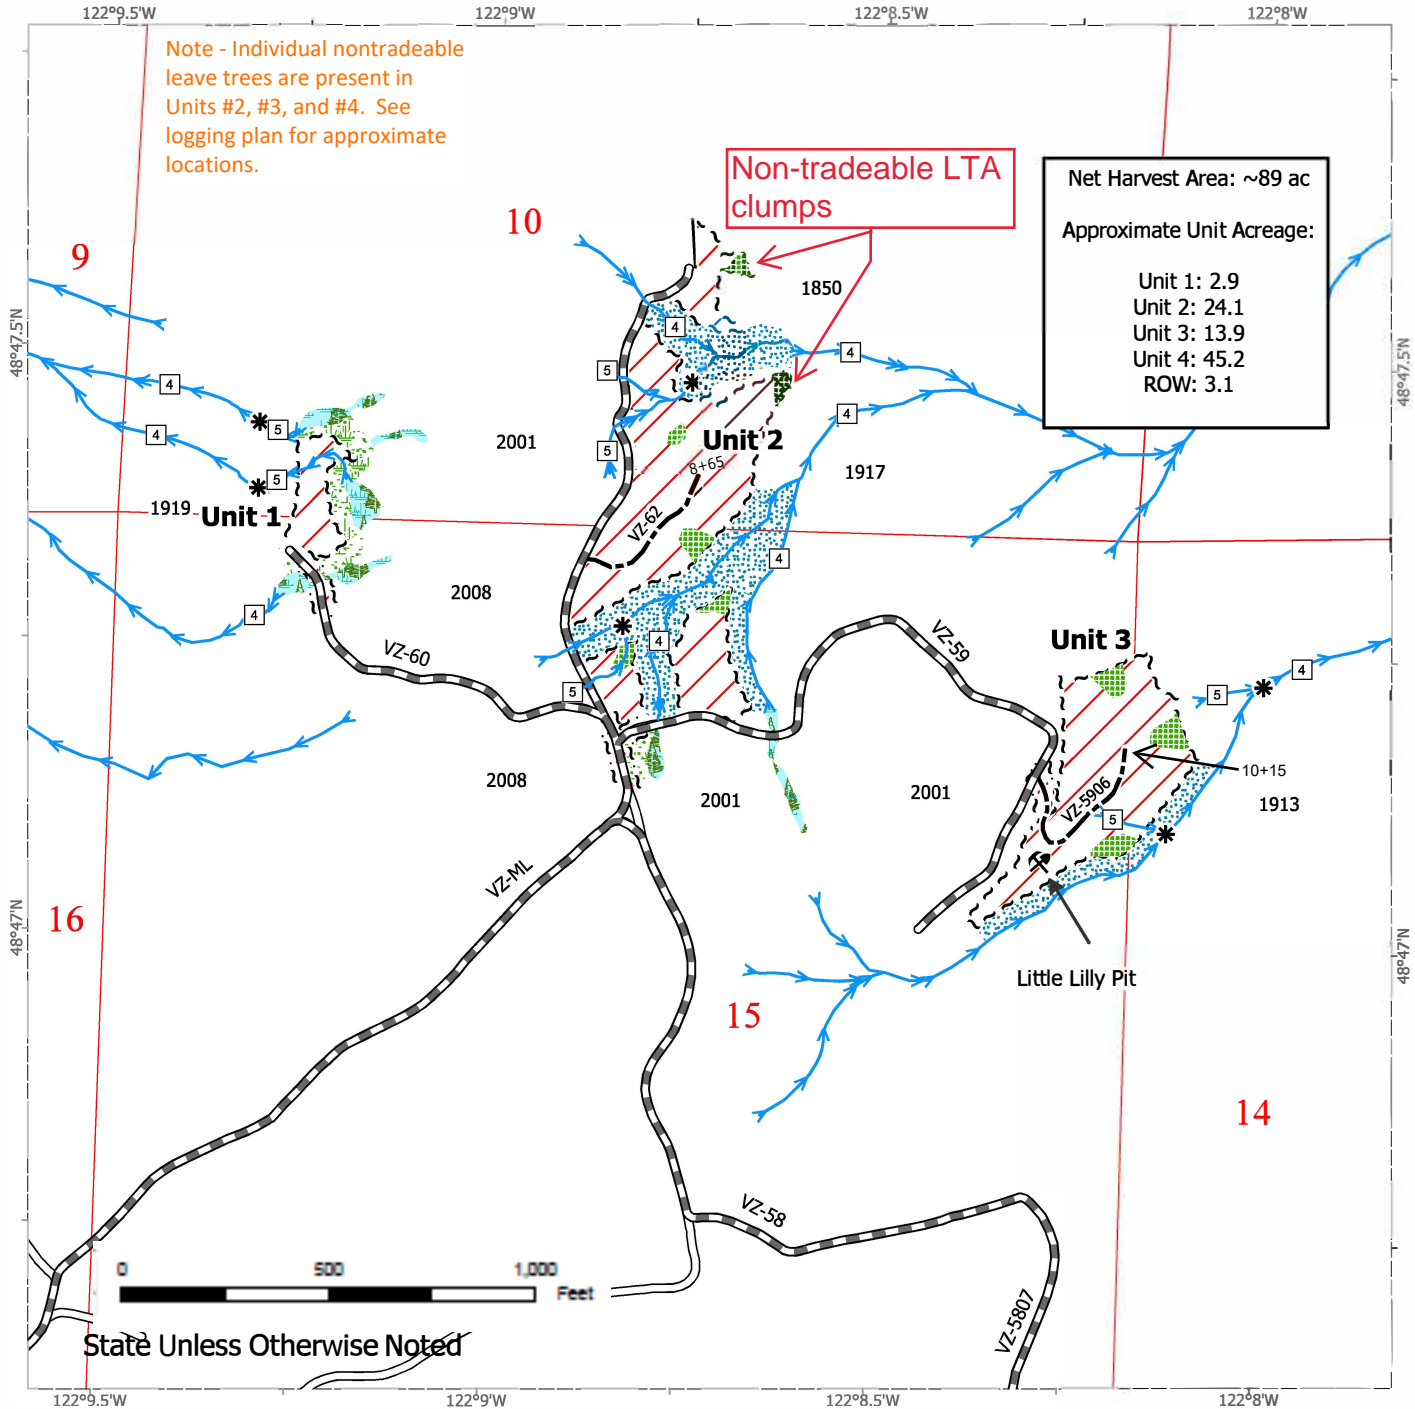 122°9.5'W
122°9'W
122°8.5'W
122°8'W
Note - Individual nontradeable
leave trees are present in
Units #2, #3, and #4.  See
logging plan for approximate
locations.
Non-tradeable LTA
clumps
Net Harvest Area: ~89 ac
Approximate Unit Acreage:
Unit 1: 2.9
Unit 2: 24.1
Unit 3: 13.9
Unit 4: 45.2
ROW: 3.1
10
9
1850
48°47.5'N
48°47.5'N
4
4
5
4
4
5
4
5
2001
Unit 2
5
8+65
1917
1919
Unit 1
VZ-62
4
2008
4
4
VZ-60
VZ-59
Unit 3
4
5
5
2008
2001
2001
10+15
1913
VZ-5906
5
VZ-ML
16
48°47'N
48°47'N
Little Lilly Pit
15
14
VZ-58
0
500
1,000
Feet
VZ-5807
State Unless Otherwise Noted
122°9.5'W
122°9'W
122°8.5'W
122°8'W